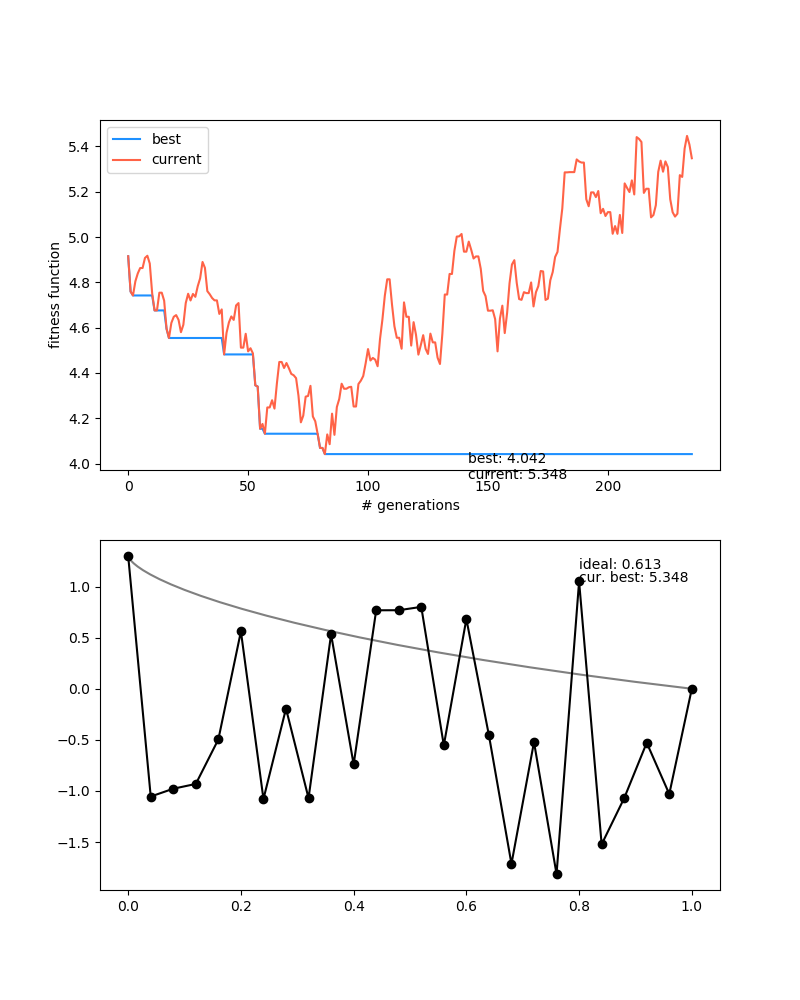 best
current
5.4
5.2
5.0
4.8
4.6
4.4
4.2
4.0
fitness function
best: 4.042
current: 5.348
0 50 100 150 200
# generations
ideal: 0.613
cur. best: 5.348
1.0
0.5
0.0
−0.5
−1.0
−1.5
0.0 0.2 0.4 0.6 0.8 1.0